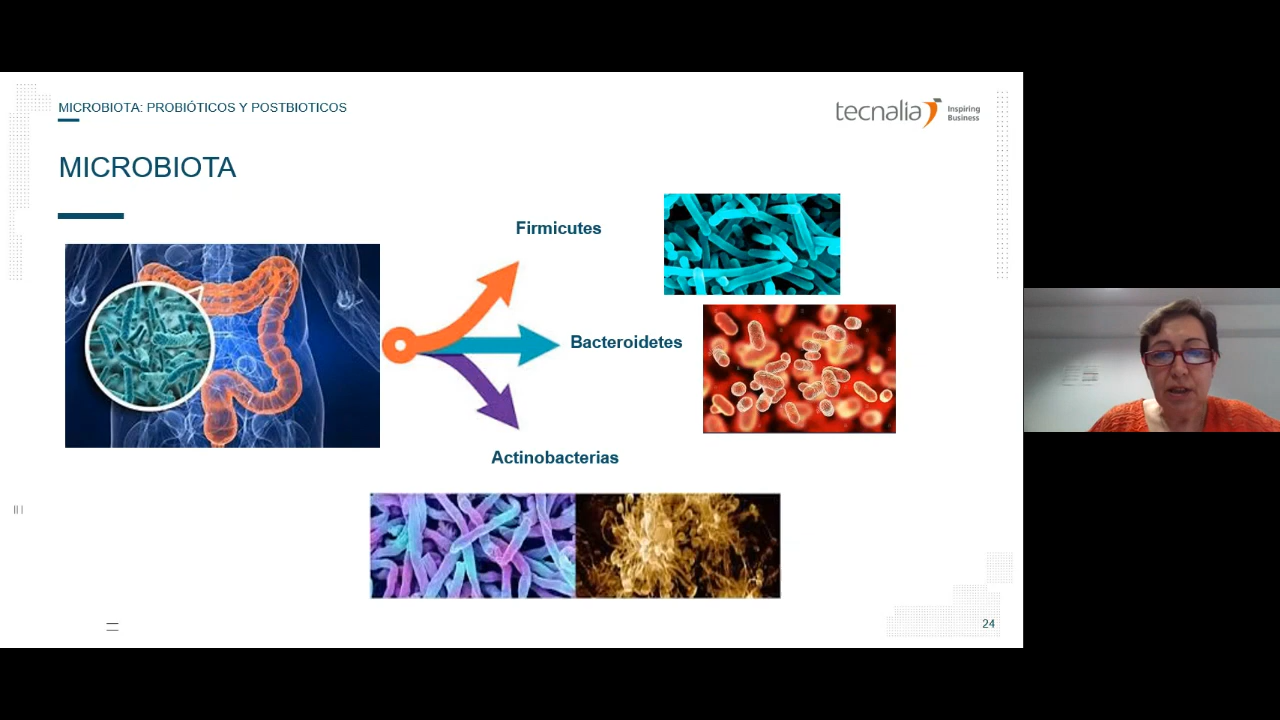 MICROBIOTA: PROBIÓTICOS Y POSTBIOTICOS
tecnalia
Inspiring
Business
MICROBIOTA
Firmicutes
Bacteroidetes
Actinobacterias
24